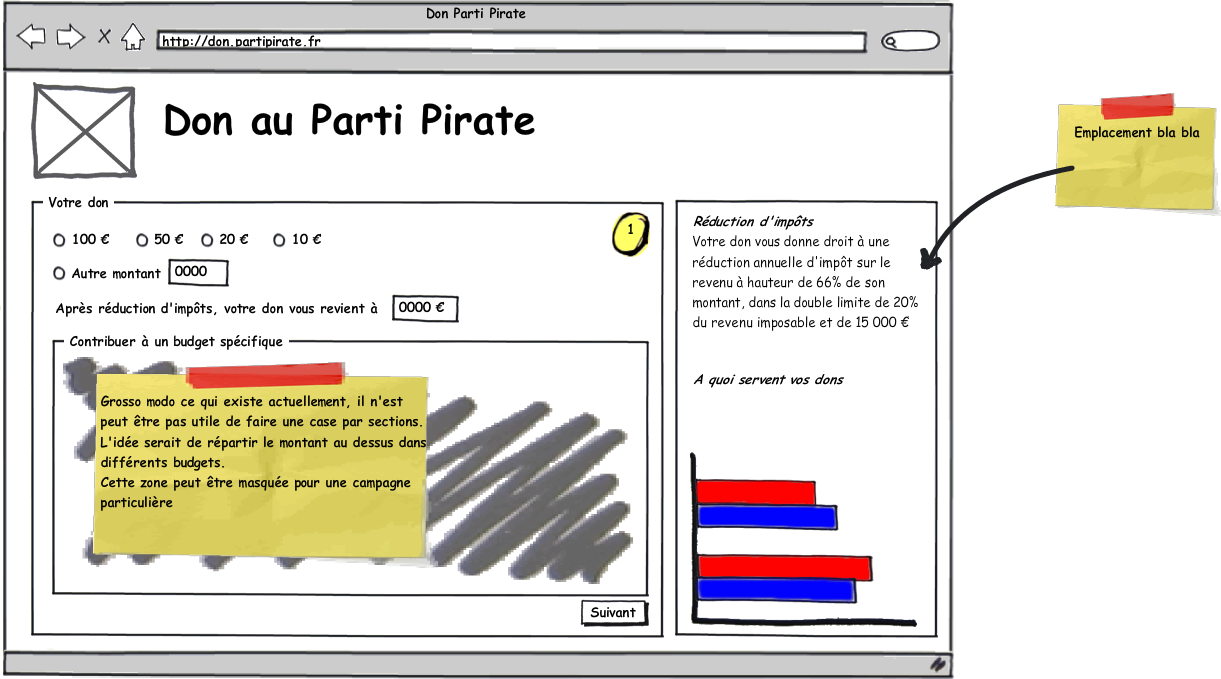 Don Parti Pirate
http://don.partipirate.fr
Don au Parti Pirate
Emplacement bla bla
Votre don
1
100 € 50 € 20 € 10 €
Autre montant 0000
Après réduction d'impôts, votre don vous revient à 0000 €
Contribuer à un budget spécifique
Grosso modo ce qui existe actuellement, il n'est
peut être pas utile de faire une case par sections.
L'idée serait de répartir le montant au dessus dans
différents budgets.
Cette zone peut être masquée pour une campagne
particulière
Suivant
Réduction d'impôts
Votre don vous donne droit à une
réduction annuelle d'impôt sur le
revenu à hauteur de 66% de son
montant, dans la double limite de 20%
du revenu imposable et de 15 000 €
A quoi servent vos dons